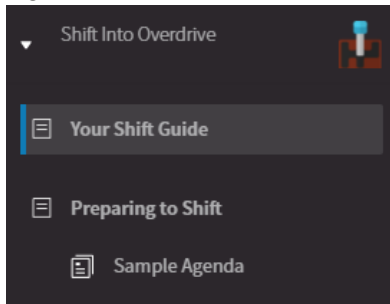 Shift Into Overdrive
Your Shift Guide
Preparing to Shift
Sample Agenda